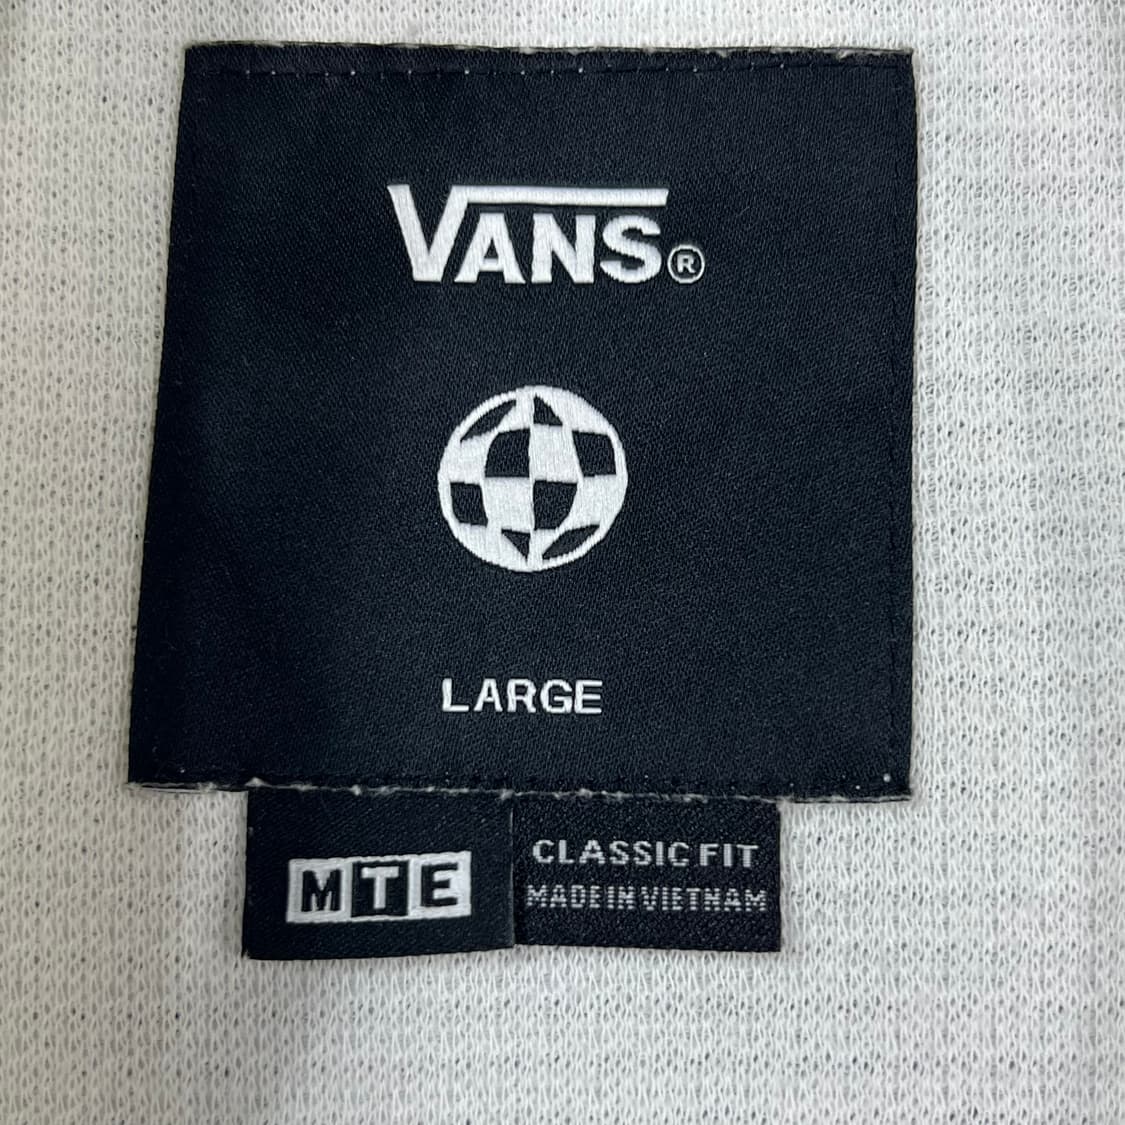 VANS®
LARGE
MTE
CLASSIC FIT
MADE IN VIETNAM